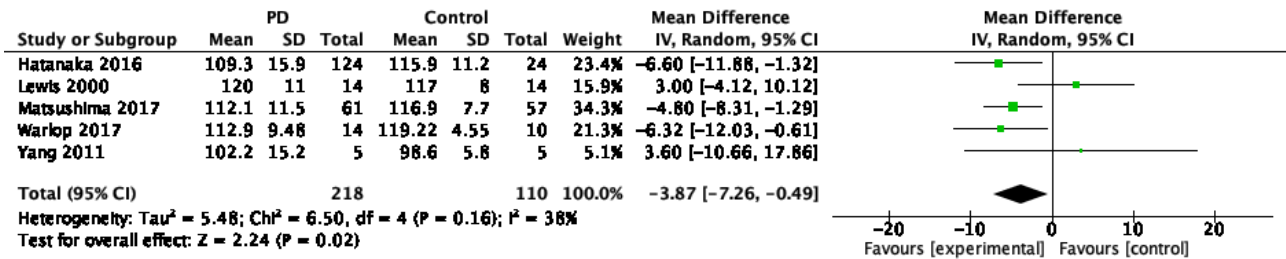 PD Control Mean Difference Mean Difference
Study or Subgroup Mean SD Total Mean SD Total Weight IV, Random, 95% CI IV, Random, 95% CI
Hatanaka 2016 109.3 15.9 124 115.9 11.2 24 23.4% −6.60 [−11.88, −1.32]
Lewis 2000 120 11 14 117 8 14 15.9% 3.00 [−4.12, 10.12]
Matsushima 2017 112.1 11.5 61 116.9 7.7 57 34.3% −4.80 [−8.31, −1.29]
Warlop 2017 112.9 9.48 14 119.22 4.55 10 21.3% −6.32 [−12.03, −0.61]
Yang 2011 102.2 15.2 5 98.6 5.8 5 5.1% 3.60 [−10.66, 17.86]
Total (95% CI) 218 110 100.0% −3.87 [−7.26, −0.49]
Heterogeneity: Tau² = 5.48; Chi² = 6.50, df = 4 (P = 0.16); I² = 38%
Test for overall effect: Z = 2.24 (P = 0.02)
−20 −10 0 10 20
Favours [experimental] Favours [control]